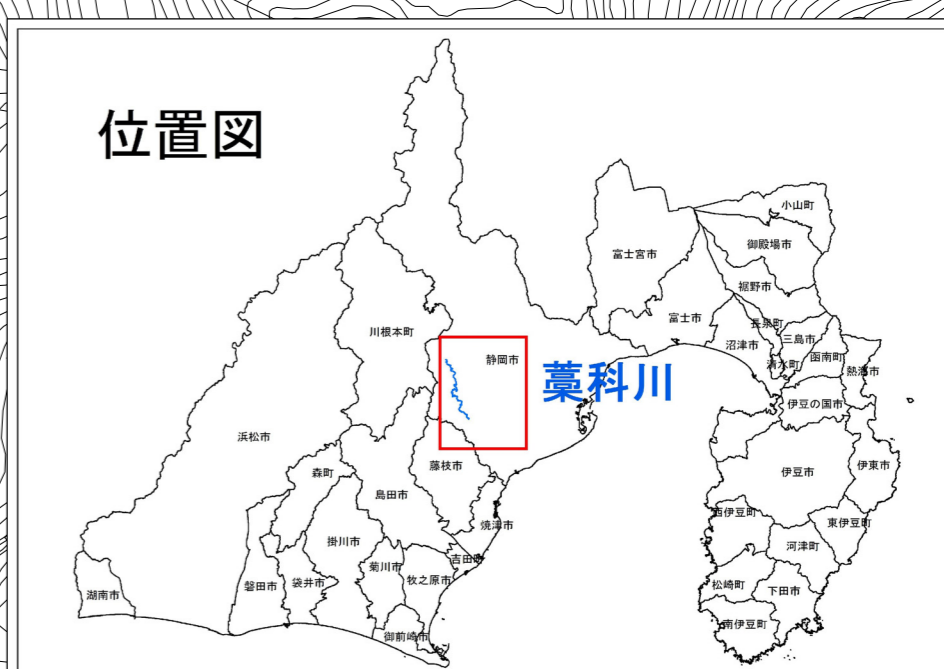 位置図
小山町
御殿場市
富士宮市
裾野市
富士市
長泉町
川根本町
三島市
沼津市
函南町
静岡市
清水町
熱海市
藁科川
伊豆の国市
浜松市
藤枝市
伊東市
森町
伊豆市
島田市
西伊豆町
焼津市
東伊豆町
掛川市
河津町
吉田町
菊川市
牧之原市
袋井市
磐田市
松崎町
下田市
湖南市
南伊豆町
御前崎市